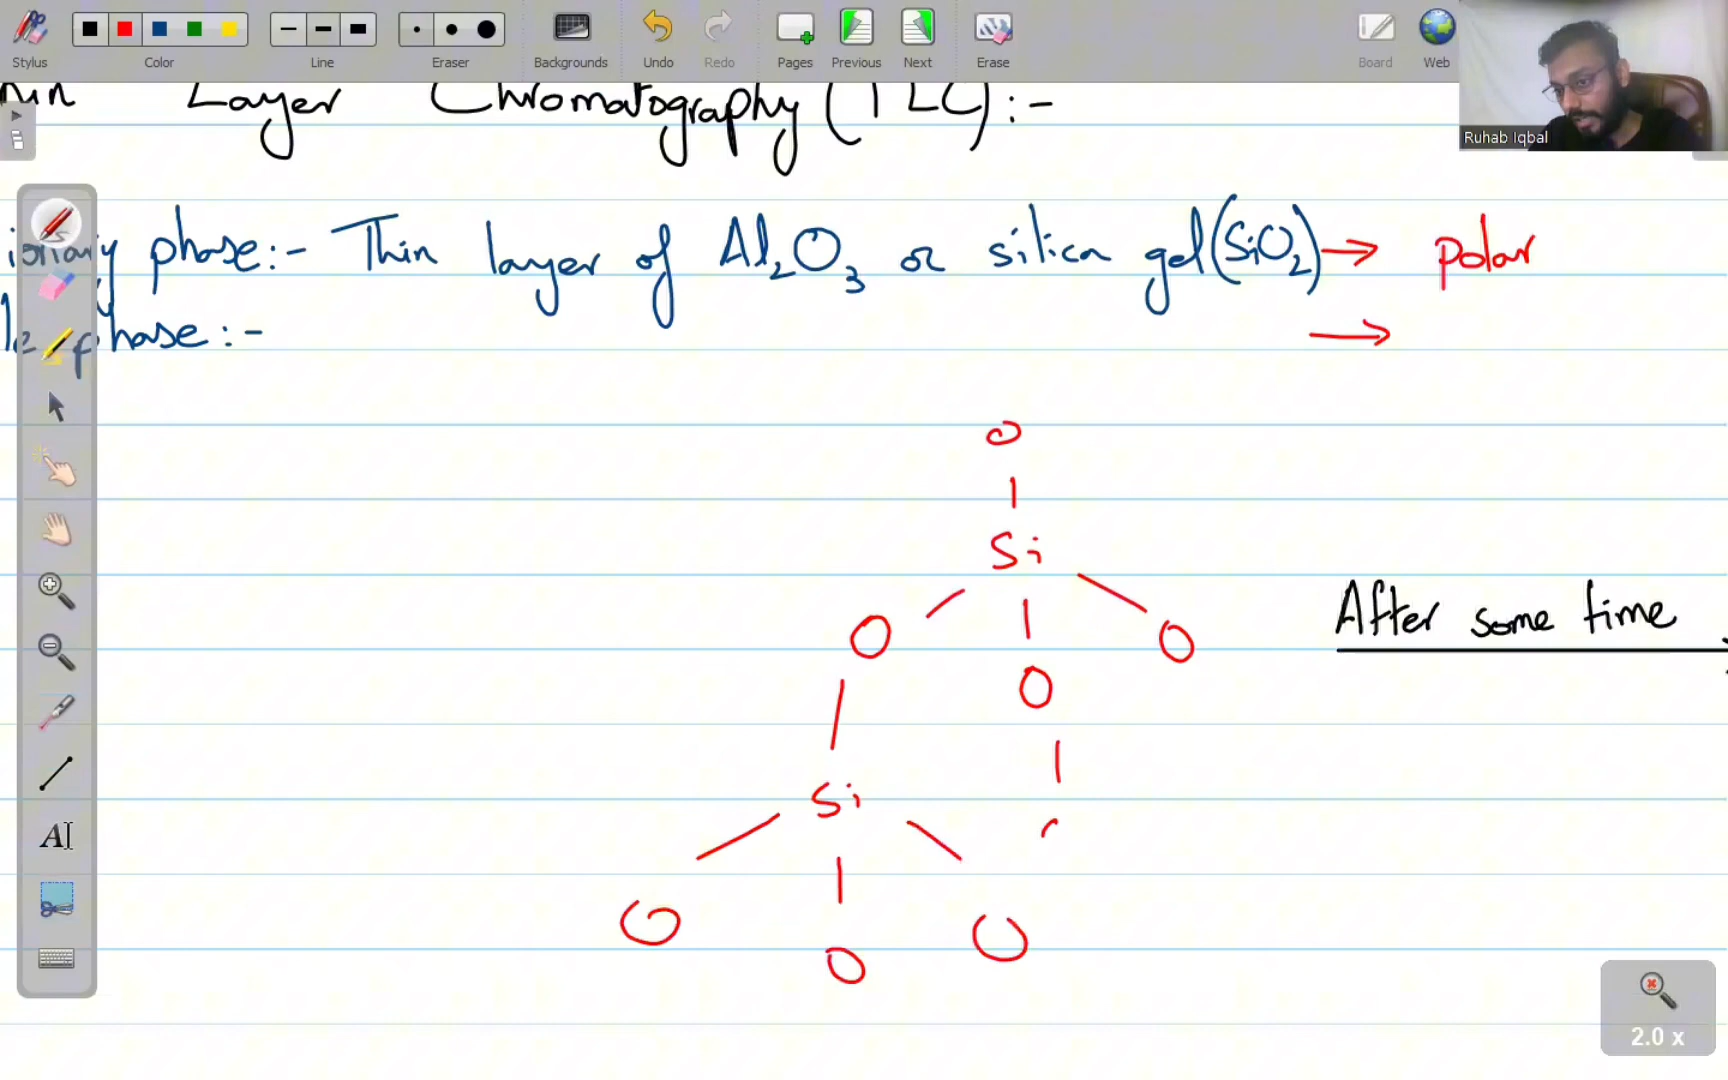 Stylus
Color
Line
Eraser
Backgrounds
Undo
Redo
Pages
Previous
Next
Erase
Board
Web
Ruhab Iqbal
Layer Chromatography (TLC):-
phase:- Thin layer of Al2O3 or silica gel (SiO2) → polar
phase:- →
O
Si
O O O
After some time
Si
O O O
2.0 x